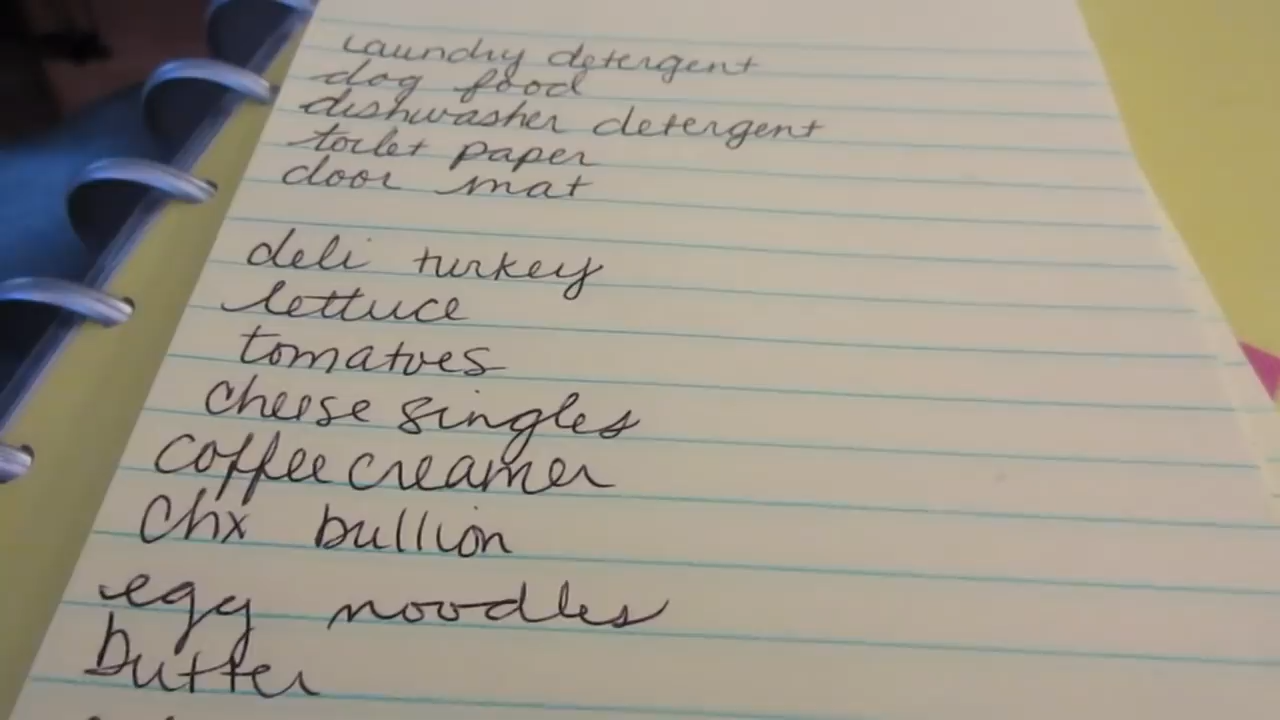 laundry detergent
dog food
dishwasher detergent
toilet paper
door mat
deli turkey
lettuce
tomatoes
cheese singles
coffee creamer
chx bullion
egg noodles
butter